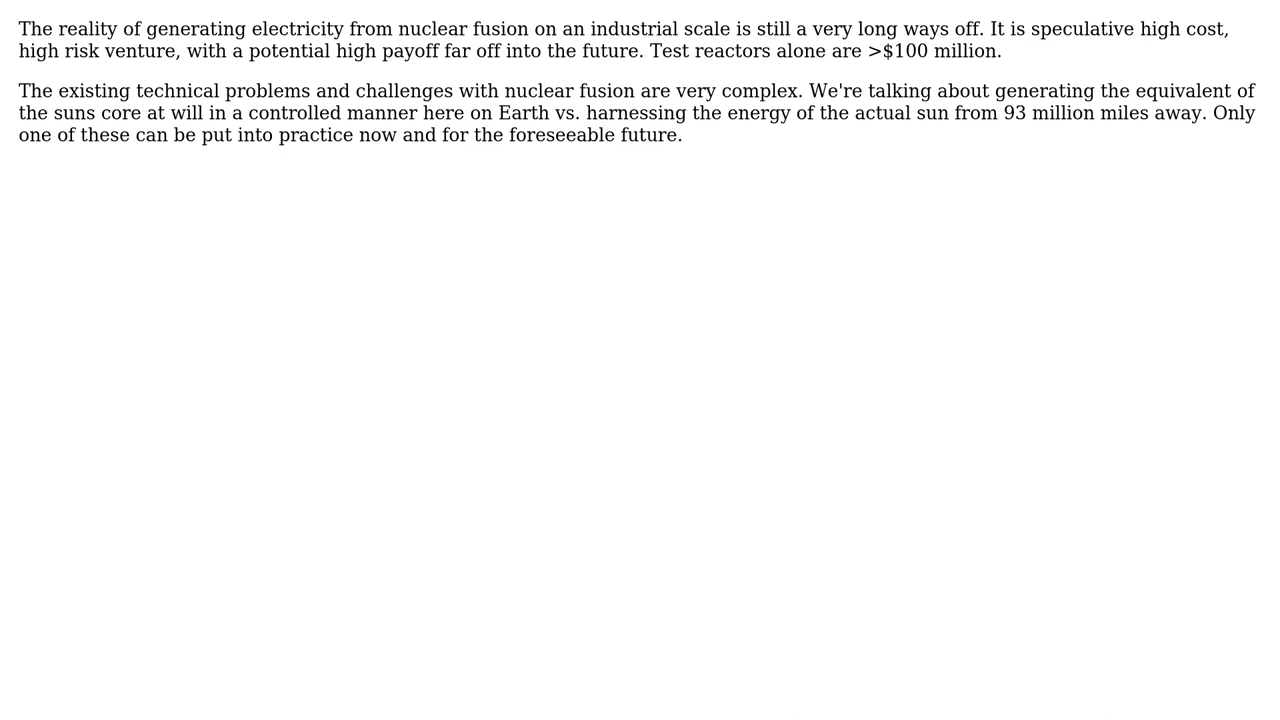 The reality of generating electricity from nuclear fusion on an industrial scale is still a very long ways off. It is speculative high cost,
high risk venture, with a potential high payoff far off into the future. Test reactors alone are >$100 million.
The existing technical problems and challenges with nuclear fusion are very complex. We're talking about generating the equivalent of
the suns core at will in a controlled manner here on Earth vs. harnessing the energy of the actual sun from 93 million miles away. Only
one of these can be put into practice now and for the foreseeable future.